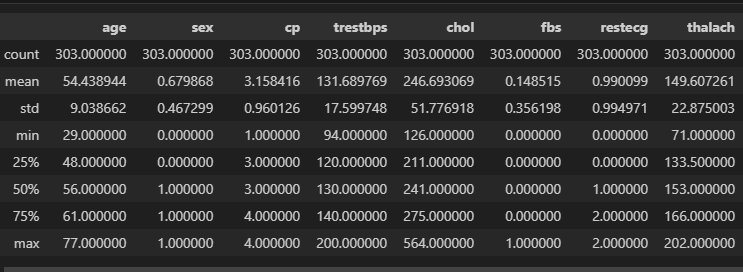 age sex cp trestbps chol fbs restecg thalach
count 303.000000 303.000000 303.000000 303.000000 303.000000 303.000000 303.000000 303.000000
mean 54.438944 0.679868 3.158416 131.689769 246.693069 0.148515 0.990099 149.607261
std 9.038662 0.467299 0.960126 17.599748 51.776918 0.356198 0.994971 22.875003
min 29.000000 0.000000 1.000000 94.000000 126.000000 0.000000 0.000000 71.000000
25% 48.000000 0.000000 3.000000 120.000000 211.000000 0.000000 0.000000 133.500000
50% 56.000000 1.000000 3.000000 130.000000 241.000000 0.000000 1.000000 153.000000
75% 61.000000 1.000000 4.000000 140.000000 275.000000 0.000000 2.000000 166.000000
max 77.000000 1.000000 4.000000 200.000000 564.000000 1.000000 2.000000 202.000000